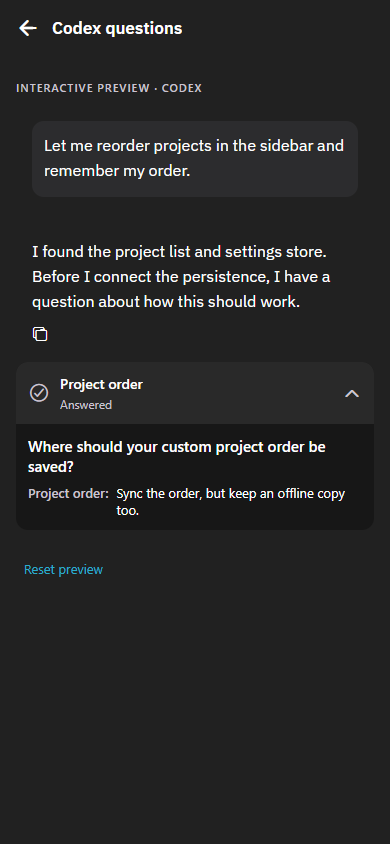 Codex questions
INTERACTIVE PREVIEW · CODEX
Let me reorder projects in the sidebar and
remember my order.
I found the project list and settings store.
Before I connect the persistence, I have a
question about how this should work.
Project order
Answered
Where should your custom project order be
saved?
Project order: Sync the order, but keep an offline copy
too.
Reset preview